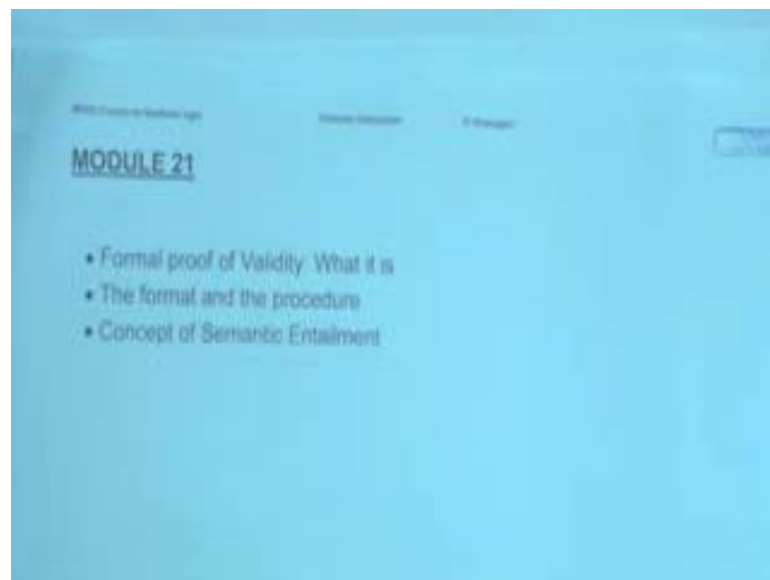 MODULE 21
• Formal proof of Validity: What it is
• The format and the procedure
• Concept of Semantic Entailment